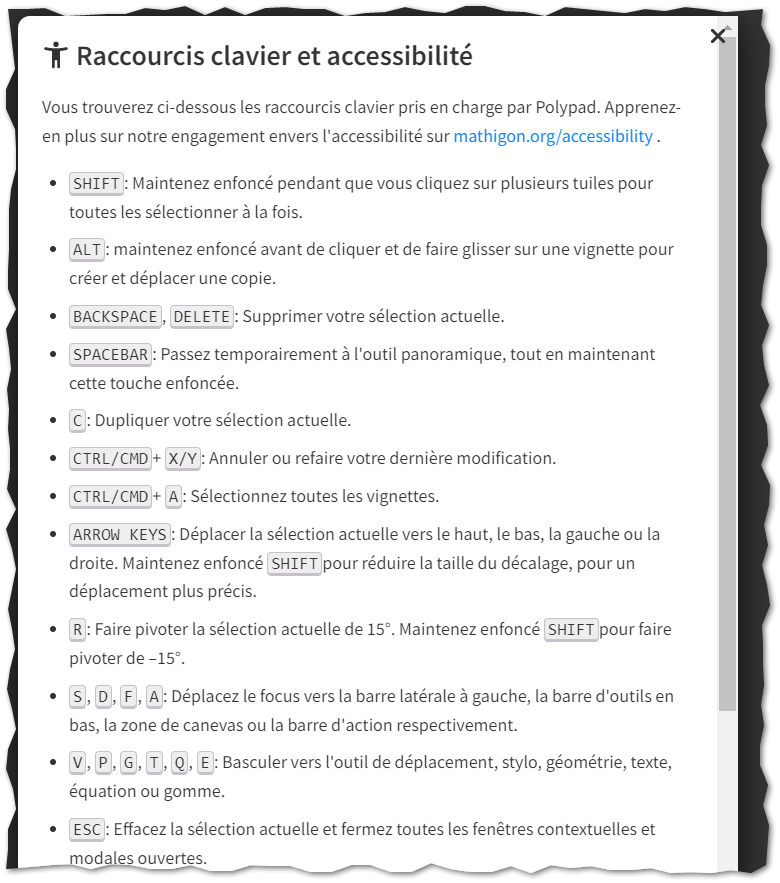 Raccourcis clavier et accessibilité
Vous trouverez ci-dessous les raccourcis clavier pris en charge par Polypad. Apprenez-
en plus sur notre engagement envers l'accessibilité sur mathigon.org/accessibility .
SHIFT: Maintenez enfoncé pendant que vous cliquez sur plusieurs tuiles pour
toutes les sélectionner à la fois.
ALT: maintenez enfoncé avant de cliquer et de faire glisser sur une vignette pour
créer et déplacer une copie.
BACKSPACE, DELETE: Supprimer votre sélection actuelle.
SPACEBAR: Passez temporairement à l'outil panoramique, tout en maintenant
cette touche enfoncée.
C: Dupliquer votre sélection actuelle.
CTRL/CMD+ X/Y: Annuler ou refaire votre dernière modification.
CTRL/CMD+ A: Sélectionnez toutes les vignettes.
ARROW KEYS: Déplacer la sélection actuelle vers le haut, le bas, la gauche ou la
droite. Maintenez enfoncé SHIFT pour réduire la taille du décalage, pour un
déplacement plus précis.
R: Faire pivoter la sélection actuelle de 15°. Maintenez enfoncé SHIFT pour faire
pivoter de –15°.
S, D, F, A: Déplacez le focus vers la barre latérale à gauche, la barre d'outils en
bas, la zone de canevas ou la barre d'action respectivement.
V, P, G, T, Q, E: Basculer vers l'outil de déplacement, stylo, géométrie, texte,
équation ou gomme.
ESC: Effacez la sélection actuelle et fermez toutes les fenêtres contextuelles et
modales ouvertes.